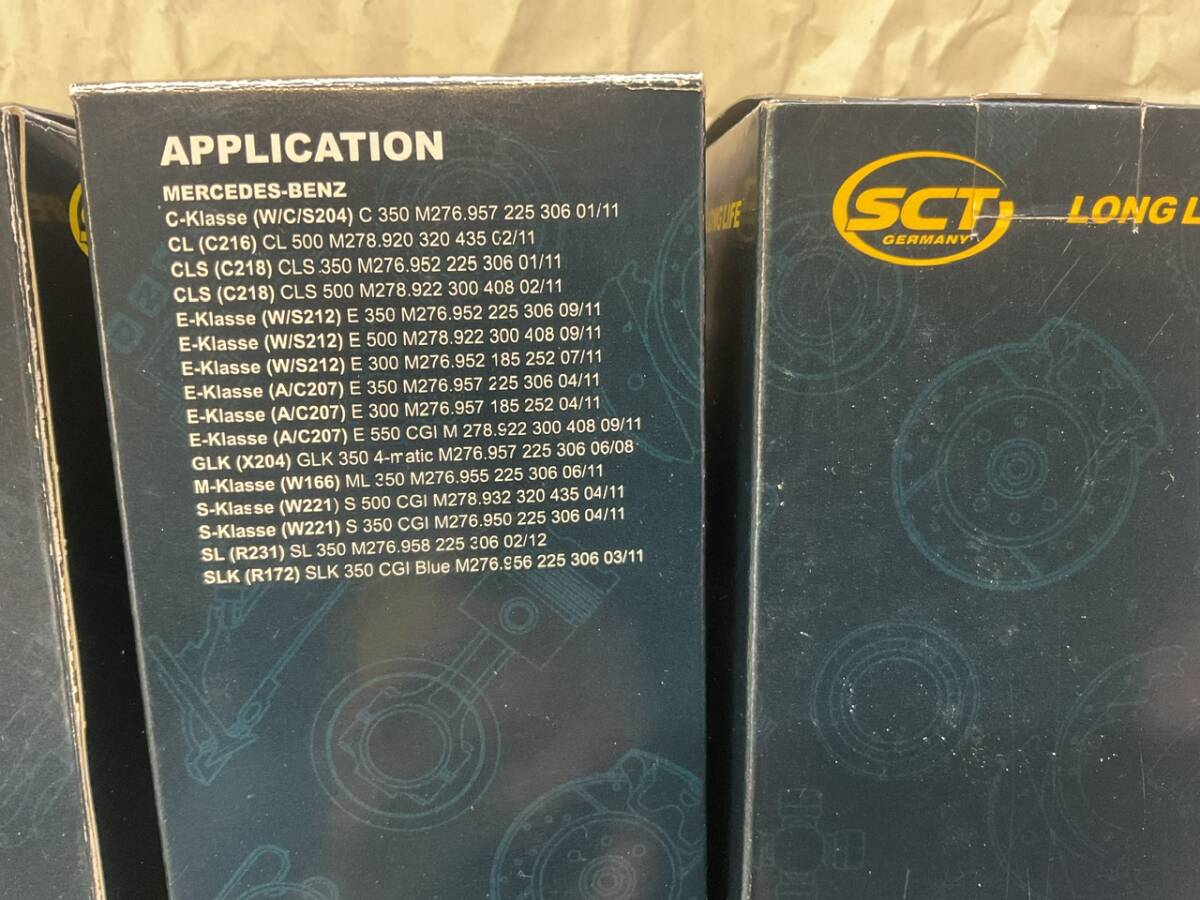 APPLICATION
MERCEDES-BENZ
C-Klasse (W/C/S204) C 350 M276.957 225 306 01/11
CL (C216) CL 500 M278.920 320 435 02/11
CLS (C218) CLS 350 M276.952 225 306 01/11
CLS (C218) CLS 500 M278.922 300 408 02/11
E-Klasse (W/S212) E 350 M276.952 225 306 09/11
E-Klasse (W/S212) E 500 M278.922 300 408 09/11
E-Klasse (W/S212) E 300 M276.952 185 252 07/11
E-Klasse (A/C207) E 350 M276.957 225 306 04/11
E-Klasse (A/C207) E 300 M276.957 185 252 04/11
E-Klasse (A/C207) E 550 CGI M 278.922 300 408 09/11
GLK (X204) GLK 350 4-matic M276.957 225 306 06/08
M-Klasse (W166) ML 350 M276.955 225 306 06/11
S-Klasse (W221) S 500 CGI M278.932 320 435 04/11
S-Klasse (W221) S 350 CGI M276.950 225 306 04/11
SL (R231) SL 350 M276.958 225 306 02/12
SLK (R172) SLK 350 CGI Blue M276.956 225 306 03/11
LIFE
SCT
GERMANY
LONG L